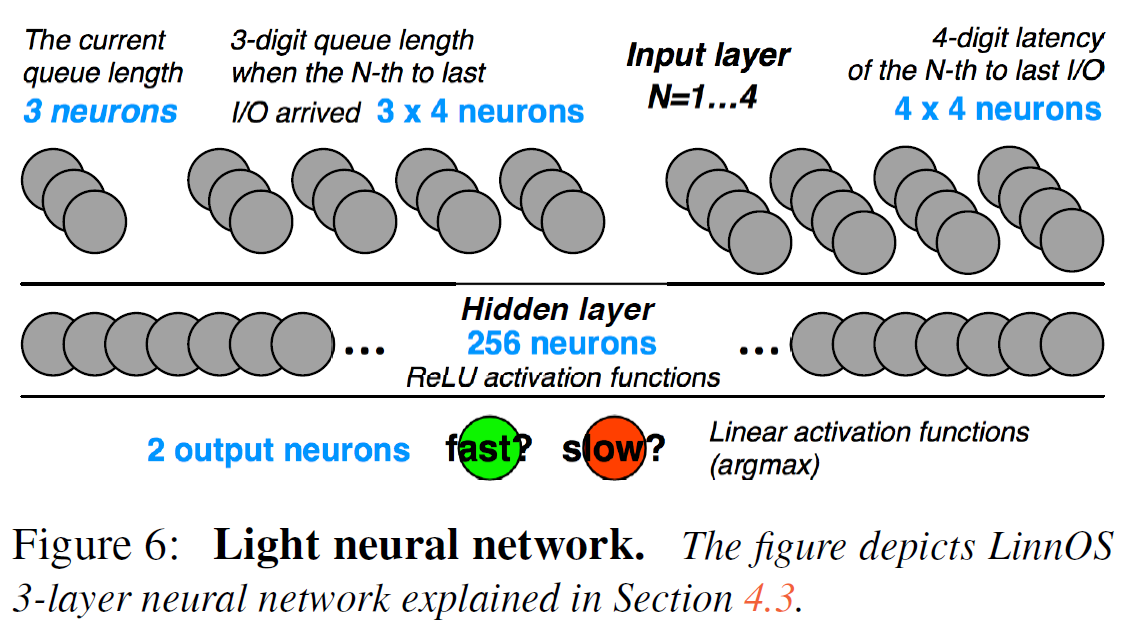 The current
queue length
3 neurons
3-digit queue length
when the N-th to last
I/O arrived 3 x 4 neurons
Input layer
N=1...4
4-digit latency
of the N-th to last I/O
4 x 4 neurons
Hidden layer
... 256 neurons ...
ReLU activation functions
2 output neurons fast? slow?
Linear activation functions
(argmax)
Figure 6: Light neural network. The figure depicts LinnOS
3-layer neural network explained in Section 4.3.